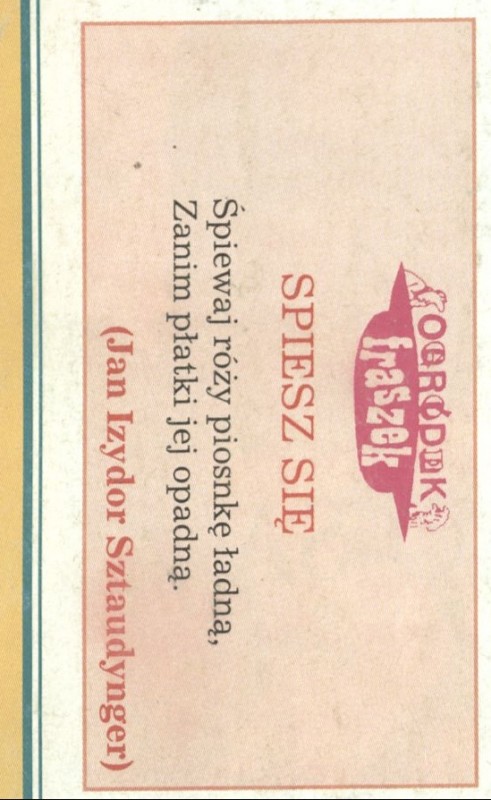 OGRÓDEK
fraszek
SPIESZ SIĘ
Śpiewaj róży piosnkę ładną,
Zanim płatki jej opadną.
(Jan Izydor Sztaudynger)